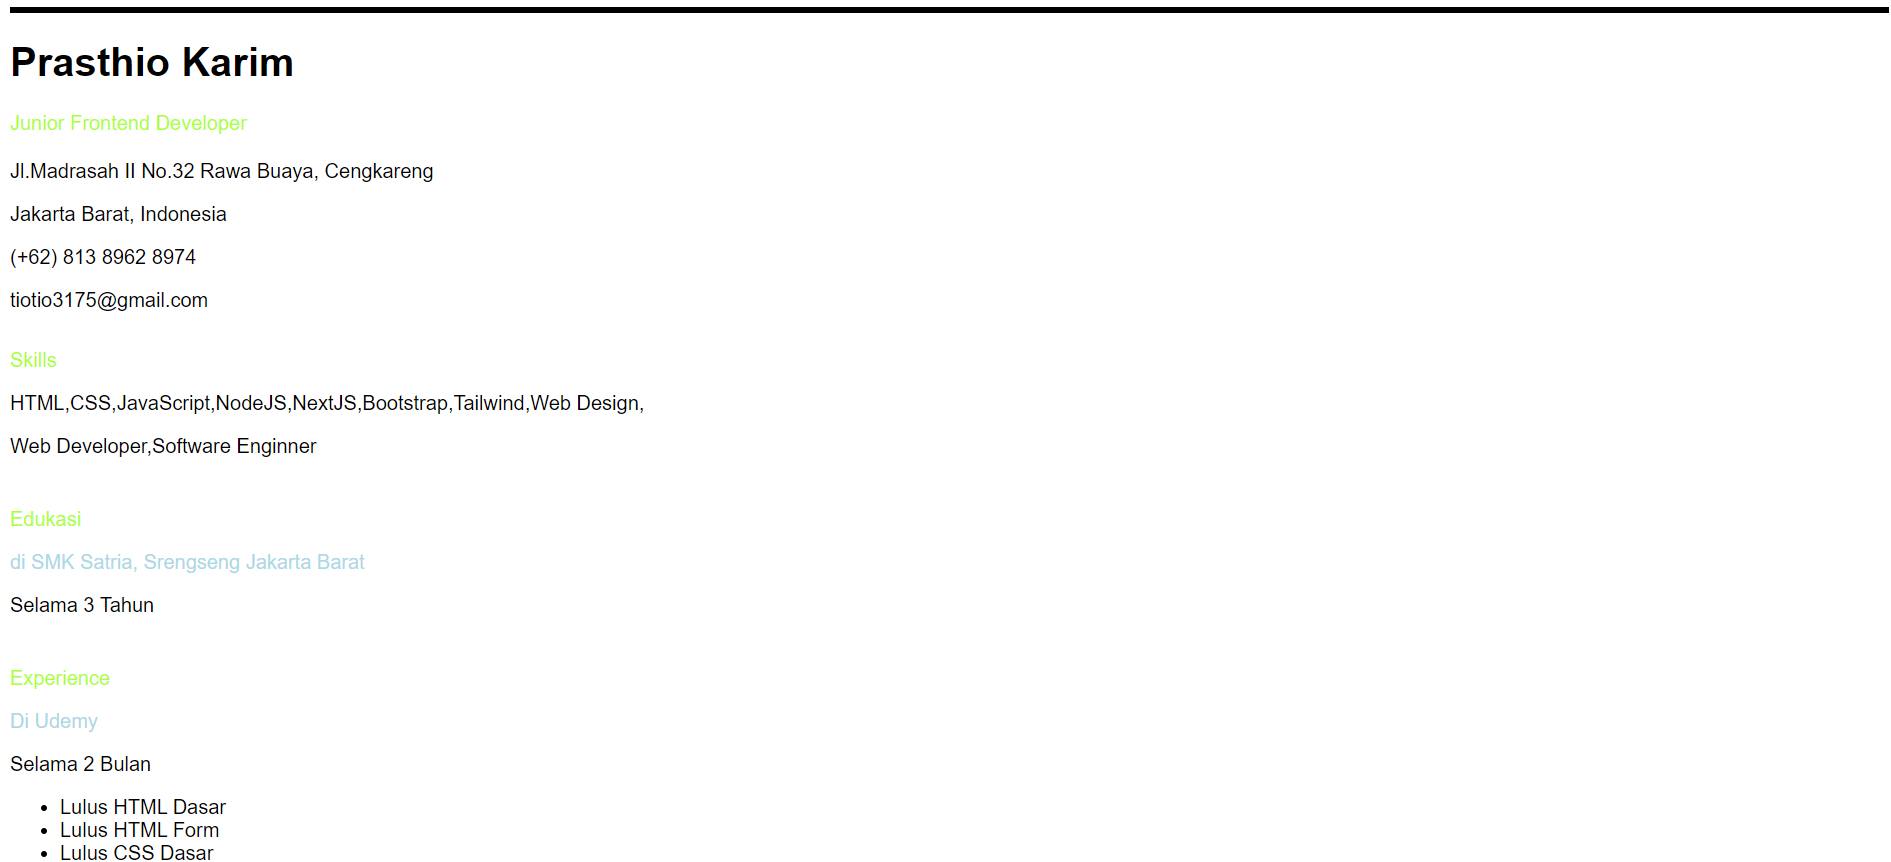 Prasthio Karim
Junior Frontend Developer
Jl.Madrasah II No.32 Rawa Buaya, Cengkareng
Jakarta Barat, Indonesia
(+62) 813 8962 8974
tiotio3175@gmail.com
Skills
HTML,CSS,JavaScript,NodeJS,NextJS,Bootstrap,Tailwind,Web Design,
Web Developer,Software Enginner
Edukasi
di SMK Satria, Srengseng Jakarta Barat
Selama 3 Tahun
Experience
Di Udemy
Selama 2 Bulan
• Lulus HTML Dasar
• Lulus HTML Form
• Lulus CSS Dasar